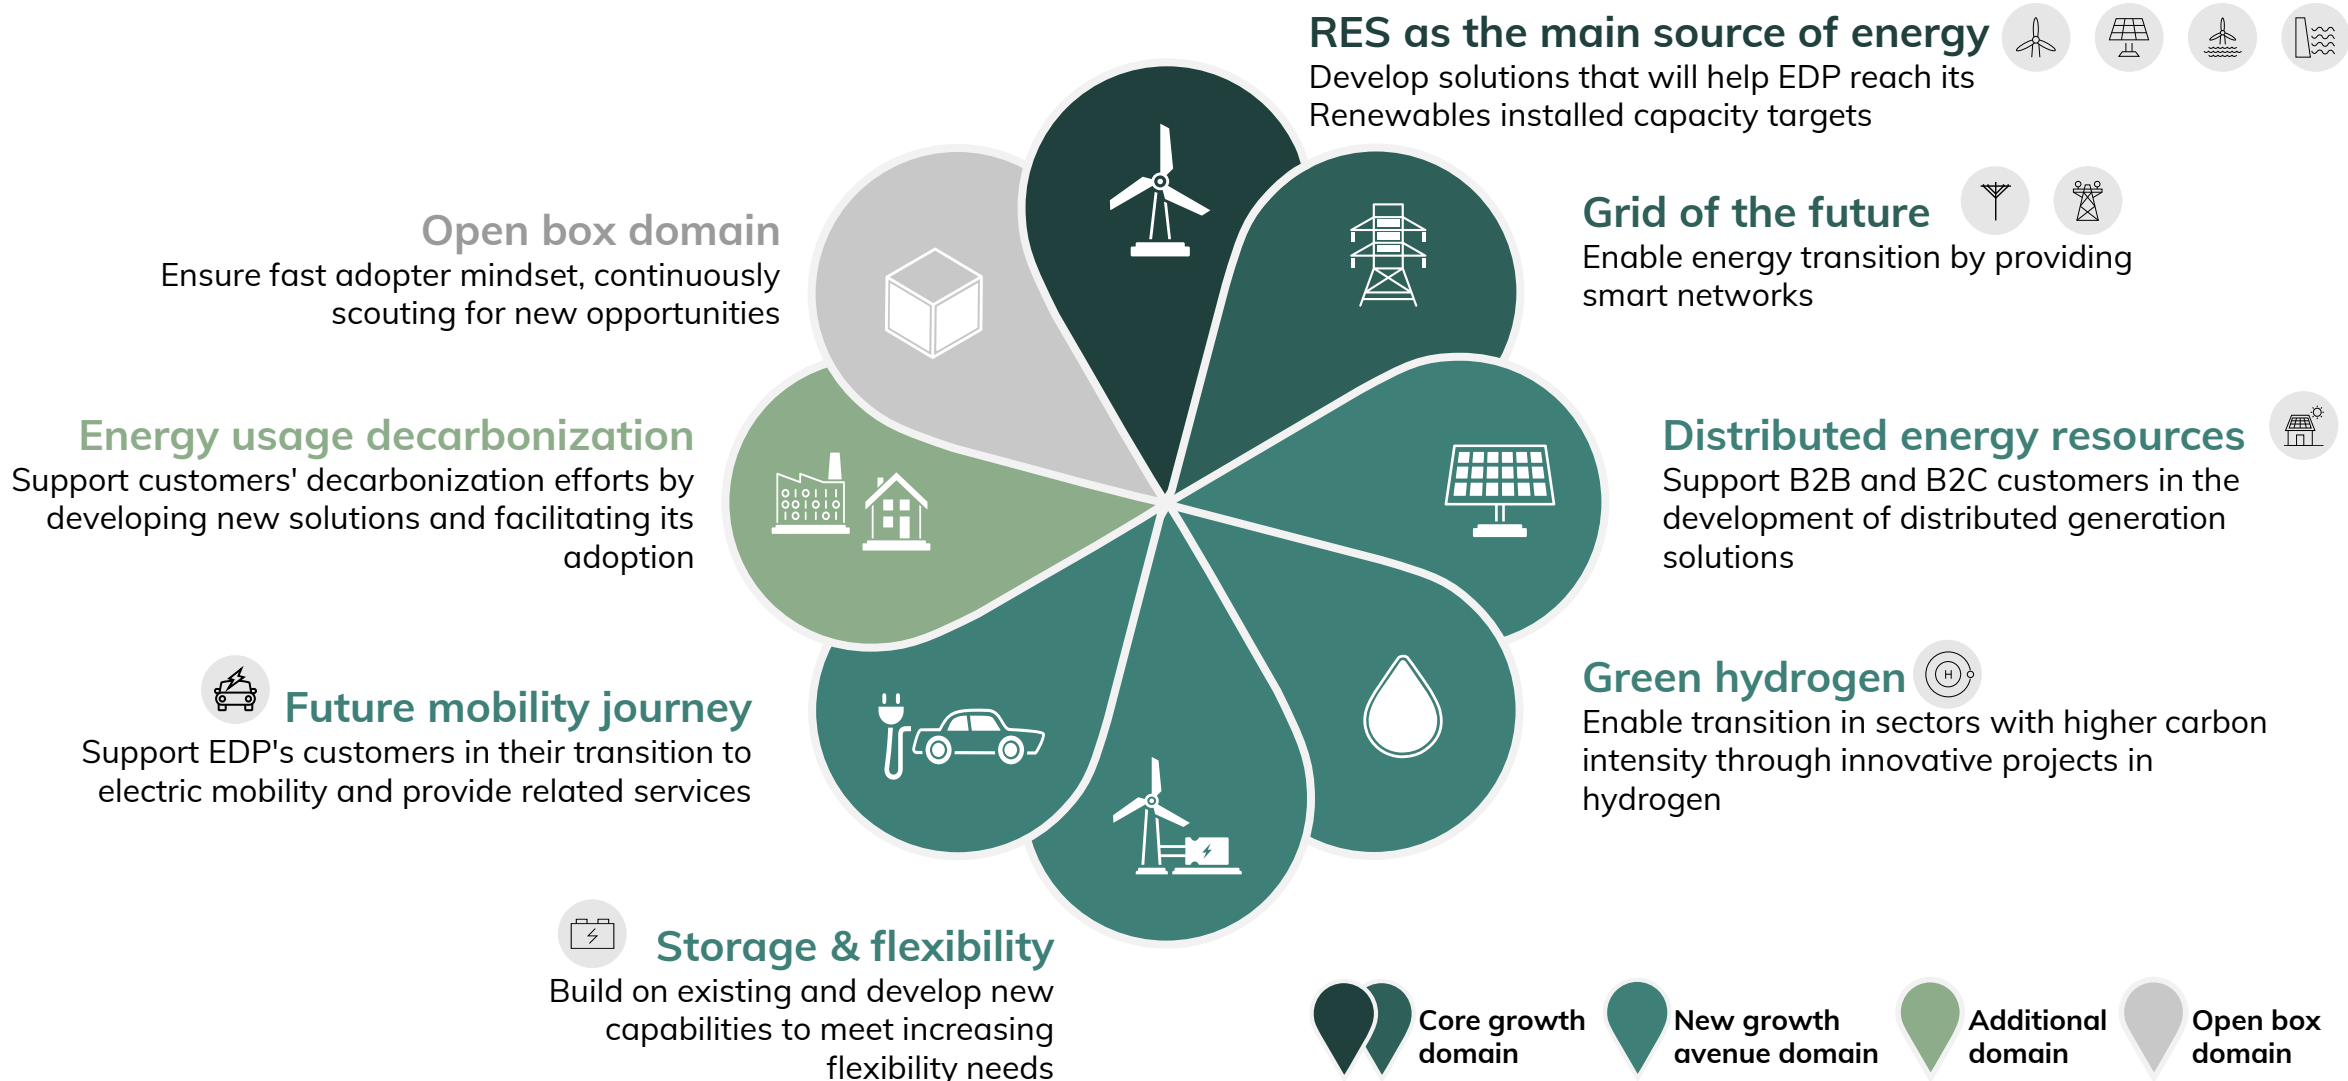 RES as the main source of energy
Develop solutions that will help EDP reach its
Renewables installed capacity targets
Grid of the future
Enable energy transition by providing
smart networks
Distributed energy resources
Support B2B and B2C customers in the
development of distributed generation
solutions
Green hydrogen
H
Enable transition in sectors with higher carbon
intensity through innovative projects in
hydrogen
Storage & flexibility
Build on existing and develop new
capabilities to meet increasing
flexibility needs
Future mobility journey
Support EDP's customers in their transition to
electric mobility and provide related services
Energy usage decarbonization
Support customers' decarbonization efforts by
developing new solutions and facilitating its
adoption
Open box domain
Ensure fast adopter mindset, continuously
scouting for new opportunities
Core growth
domain
New growth
avenue domain
Additional
domain
Open box
domain